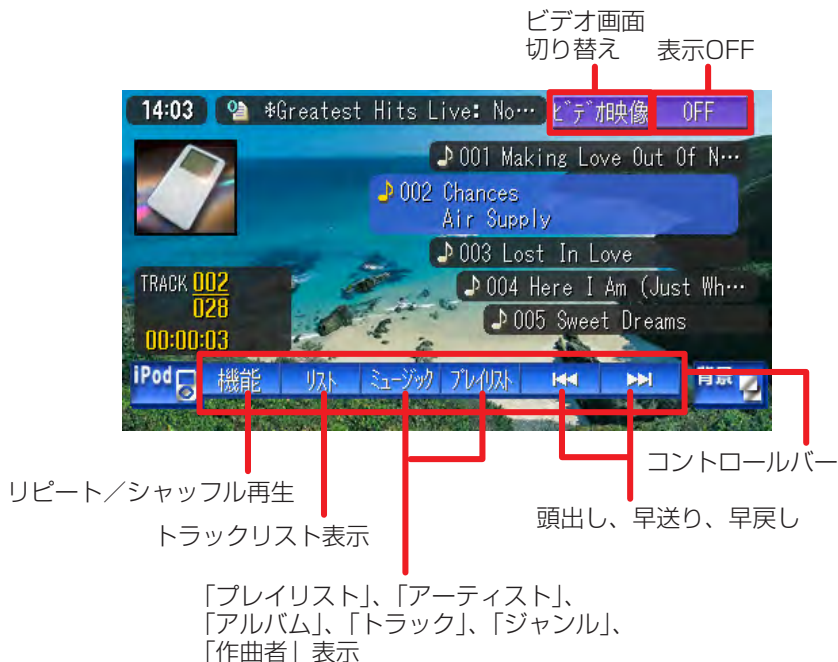 ビデオ画面
切り替え 表示OFF
14:03 *Greatest Hits Live: No… ビデオ映像 OFF
001 Making Love Out Of N…
002 Chances
Air Supply
003 Lost In Love
TRACK 002
004 Here I Am (Just Wh…
028
005 Sweet Dreams
00:00:03
iPod 機能 リスト ミュージック プレイリスト 背景
コントロールバー
リピート／シャッフル再生
頭出し、早送り、早戻し
トラックリスト表示
「プレイリスト」、「アーティスト」、
「アルバム」、「トラック」、「ジャンル」、
「作曲者」表示